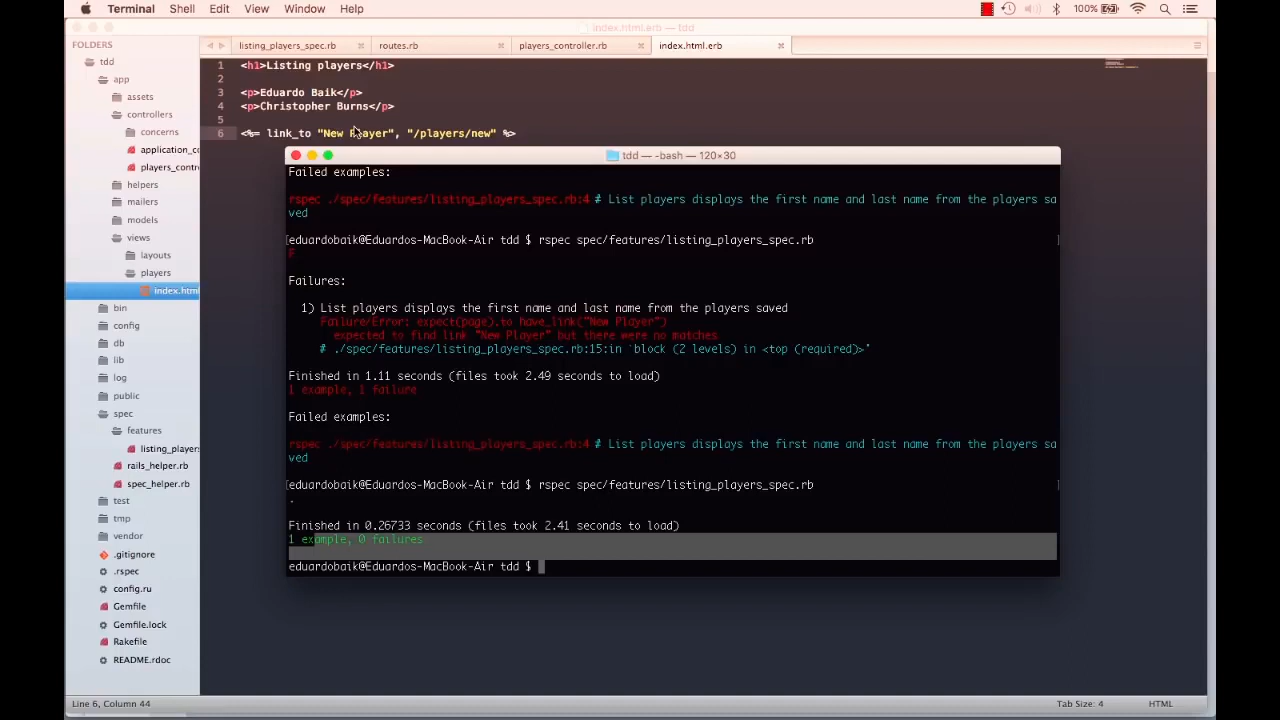 Terminal Shell Edit View Window Help 100%
index.html.erb — tdd
FOLDERS
listing_players_spec.rb routes.rb players_controller.rb index.html.erb
tdd
app
assets
controllers
concerns
application_co
players_contr
helpers
mailers
models
views
layouts
players
index.html
bin
config
db
lib
log
public
spec
features
listing_players
rails_helper.rb
spec_helper.rb
test
tmp
vendor
.gitignore
.rspec
config.ru
Gemfile
Gemfile.lock
Rakefile
README.rdoc
1 <h1>Listing players</h1>
2
3 <p>Eduardo Baik</p>
4 <p>Christopher Burns</p>
5
6 <%= link_to "New Player", "/players/new" %>
tdd — -bash — 120×30
Failed examples:
rspec ./spec/features/listing_players_spec.rb:4 # List players displays the first name and last name from the players sa
ved
[eduardobaik@Eduardos-MacBook-Air tdd $ rspec spec/features/listing_players_spec.rb ]
F
Failures:
1) List players displays the first name and last name from the players saved
Failure/Error: expect(page).to have_link("New Player")
expected to find link "New Player" but there were no matches
# ./spec/features/listing_players_spec.rb:15:in `block (2 levels) in <top (required)>'
Finished in 1.11 seconds (files took 2.49 seconds to load)
1 example, 1 failure
Failed examples:
rspec ./spec/features/listing_players_spec.rb:4 # List players displays the first name and last name from the players sa
ved
[eduardobaik@Eduardos-MacBook-Air tdd $ rspec spec/features/listing_players_spec.rb ]
.
Finished in 0.26733 seconds (files took 2.41 seconds to load)
1 example, 0 failures
eduardobaik@Eduardos-MacBook-Air tdd $
Line 6, Column 44 Tab Size: 4 HTML